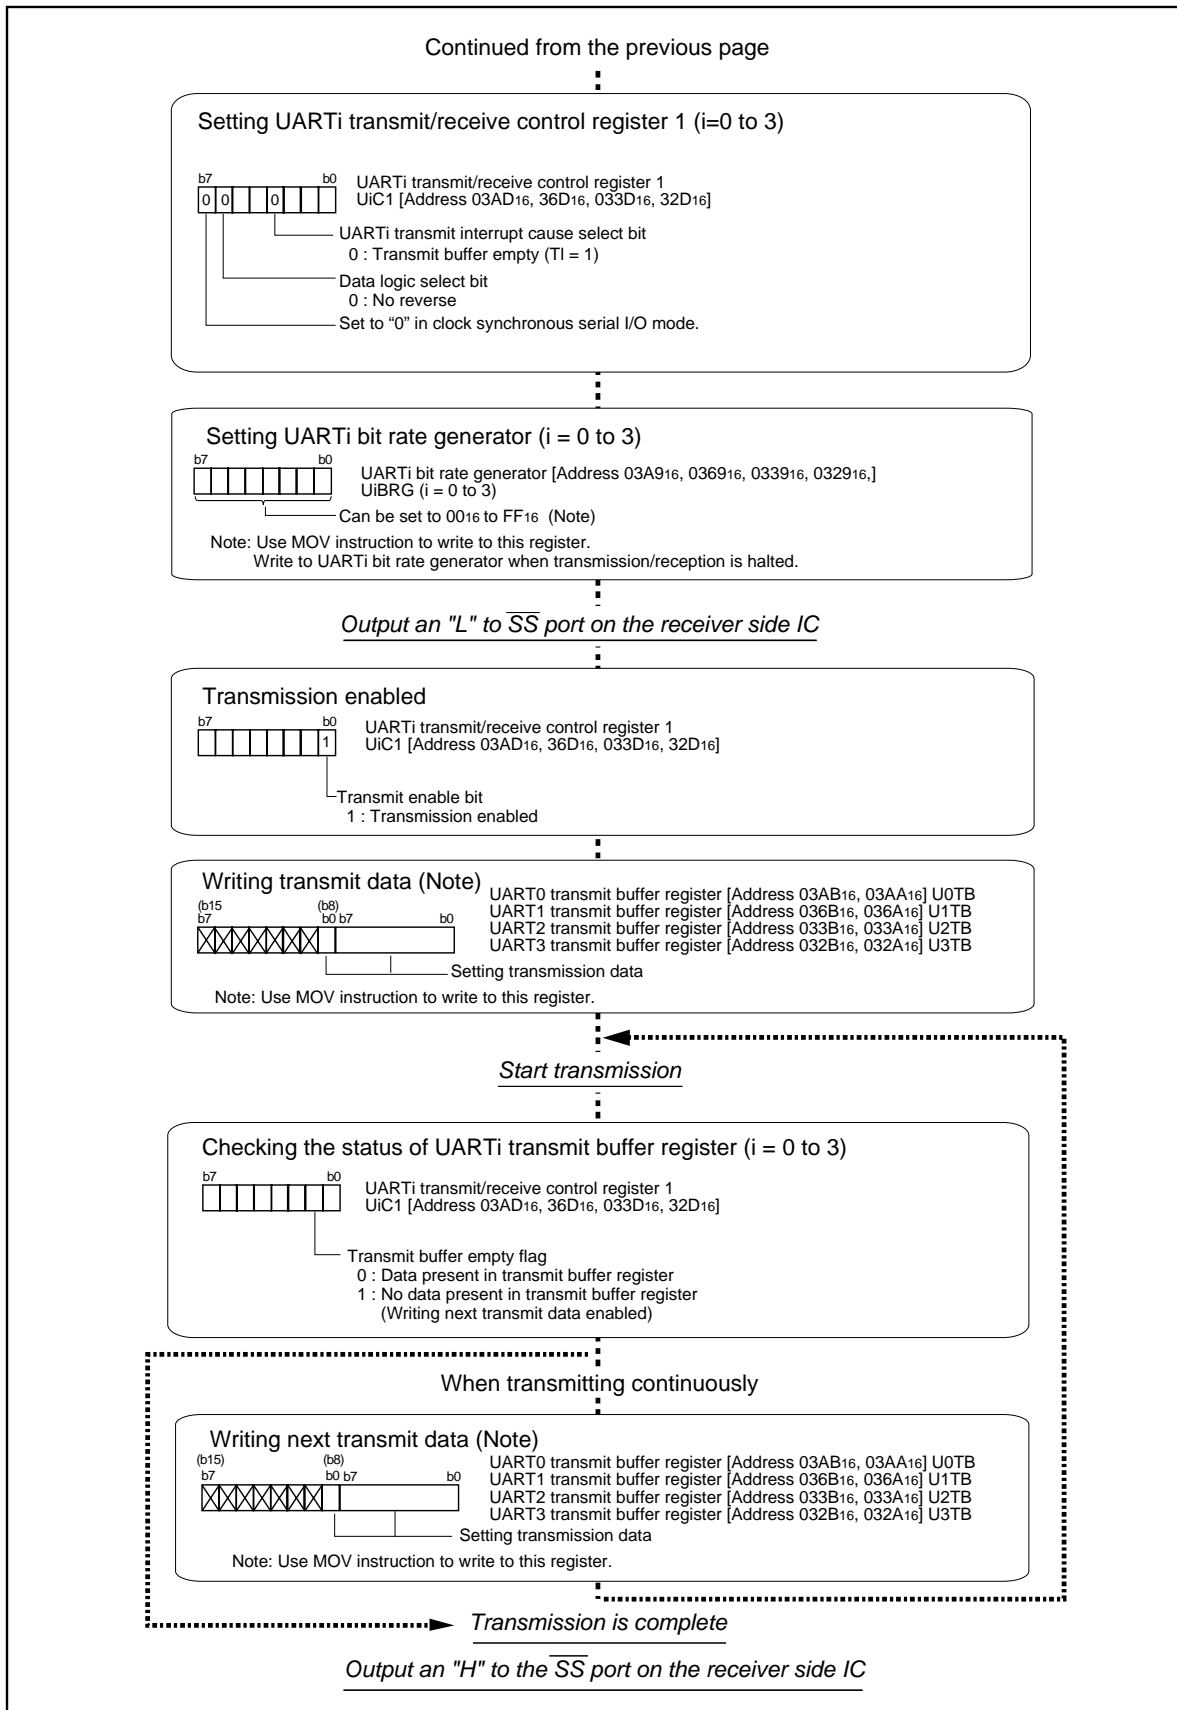 Continued from the previous page
Setting UARTi transmit/receive control register 1 (i=0 to 3)
b7 b0
0 0 0
UARTi transmit/receive control register 1
UiC1 [Address 03AD16, 36D16, 033D16, 32D16]
UARTi transmit interrupt cause select bit
0 : Transmit buffer empty (TI = 1)
Data logic select bit
0 : No reverse
Set to “0” in clock synchronous serial I/O mode.
Setting UARTi bit rate generator (i = 0 to 3)
b7 b0
UARTi bit rate generator [Address 03A916, 036916, 033916, 032916,]
UiBRG (i = 0 to 3)
Can be set to 0016 to FF16 (Note)
Note: Use MOV instruction to write to this register.
Write to UARTi bit rate generator when transmission/reception is halted.
Output an "L" to S̅S̅ port on the receiver side IC
Transmission enabled
b7 b0
1
UARTi transmit/receive control register 1
UiC1 [Address 03AD16, 36D16, 033D16, 32D16]
Transmit enable bit
1 : Transmission enabled
Writing transmit data (Note)
(b15 (b8)
b7 b0 b7 b0
UART0 transmit buffer register [Address 03AB16, 03AA16] U0TB
UART1 transmit buffer register [Address 036B16, 036A16] U1TB
UART2 transmit buffer register [Address 033B16, 033A16] U2TB
UART3 transmit buffer register [Address 032B16, 032A16] U3TB
Setting transmission data
Note: Use MOV instruction to write to this register.
Start transmission
Checking the status of UARTi transmit buffer register (i = 0 to 3)
b7 b0
UARTi transmit/receive control register 1
UiC1 [Address 03AD16, 36D16, 033D16, 32D16]
Transmit buffer empty flag
0 : Data present in transmit buffer register
1 : No data present in transmit buffer register
(Writing next transmit data enabled)
When transmitting continuously
Writing next transmit data (Note)
(b15) (b8)
b7 b0 b7 b0
UART0 transmit buffer register [Address 03AB16, 03AA16] U0TB
UART1 transmit buffer register [Address 036B16, 036A16] U1TB
UART2 transmit buffer register [Address 033B16, 033A16] U2TB
UART3 transmit buffer register [Address 032B16, 032A16] U3TB
Setting transmission data
Note: Use MOV instruction to write to this register.
Transmission is complete
Output an "H" to the S̅S̅ port on the receiver side IC